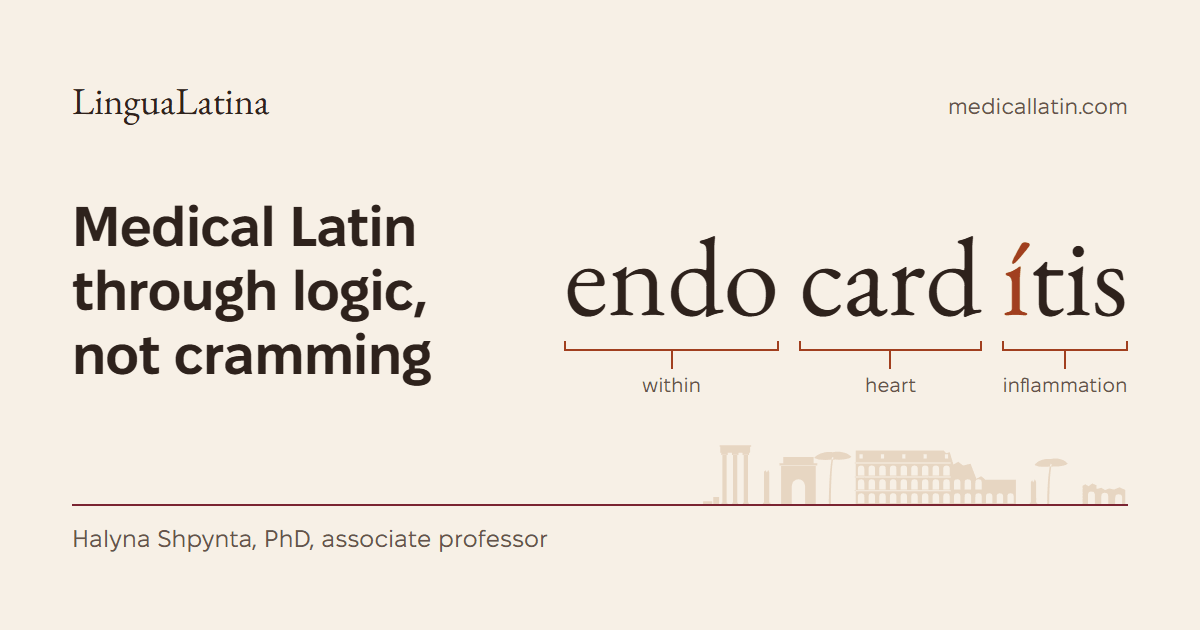 LinguaLatina
medicallatin.com
Medical Latin
through logic,
not cramming
endo card ítis
within heart inflammation
Halyna Shpynta, PhD, associate professor